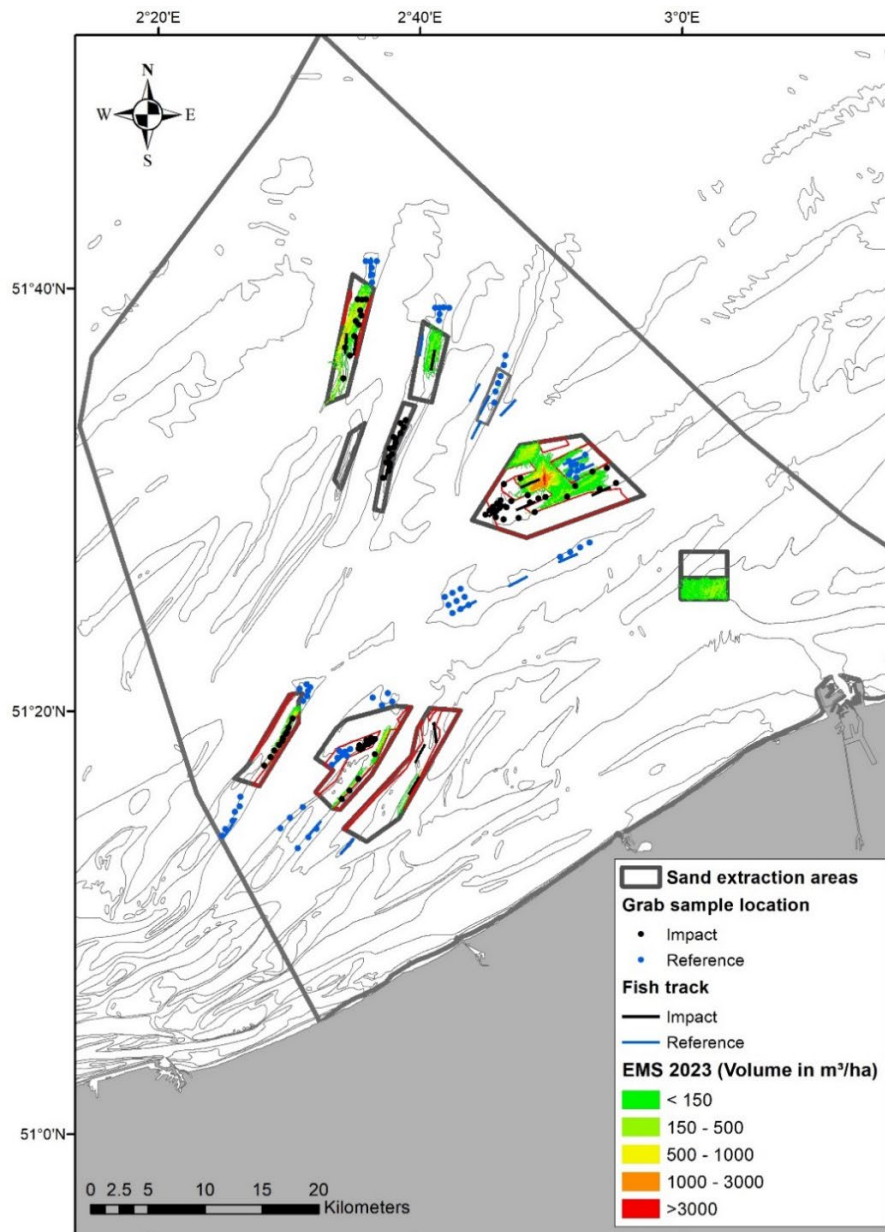 2°20'E 2°40'E 3°0'E
N
W E
S
51°40'N
51°20'N
51°0'N
Sand extraction areas
Grab sample location
Impact
Reference
Fish track
Impact
Reference
EMS 2023 (Volume in m³/ha)
< 150
150 - 500
500 - 1000
1000 - 3000
>3000
0 2.5 5 10 15 20
Kilometers